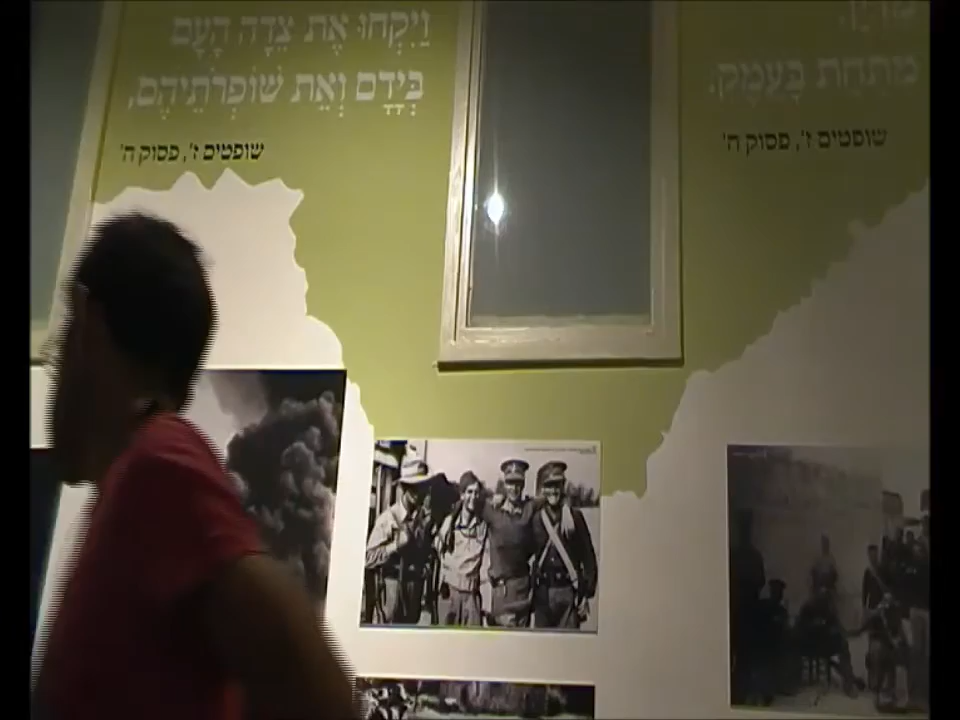 מִדְיָן,
מִתַּחַת בָּעֵמֶק.
שופטים ז', פסוק ח'
וַיִּקְחוּ אֶת צֵדָה הָעָם
בְּיָדָם וְאֵת שׁוֹפְרֹתֵיהֶם,
שופטים ז', פסוק ח'